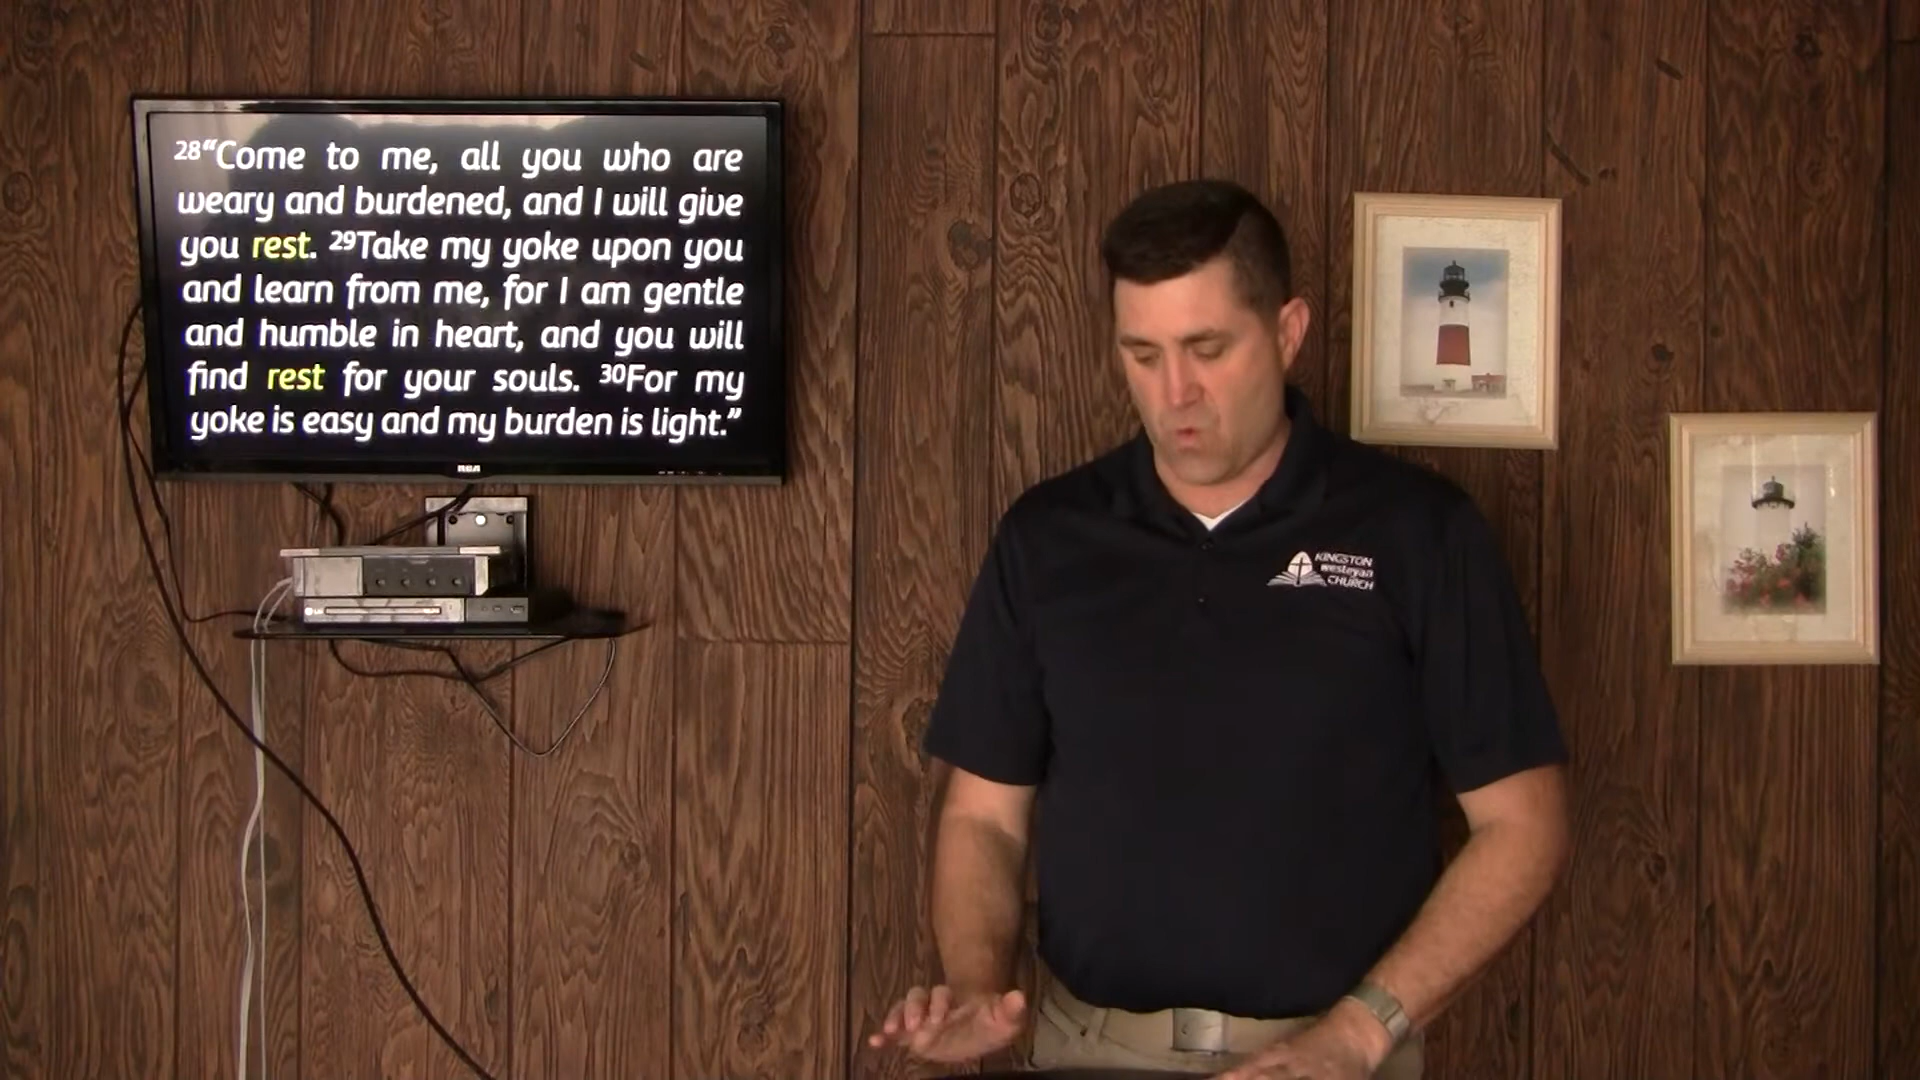 28“Come to me, all you who are
weary and burdened, and I will give
you rest. 29Take my yoke upon you
and learn from me, for I am gentle
and humble in heart, and you will
find rest for your souls. 30For my
yoke is easy and my burden is light.”
RCA
LG
KINGSTON
wesleyan
CHURCH